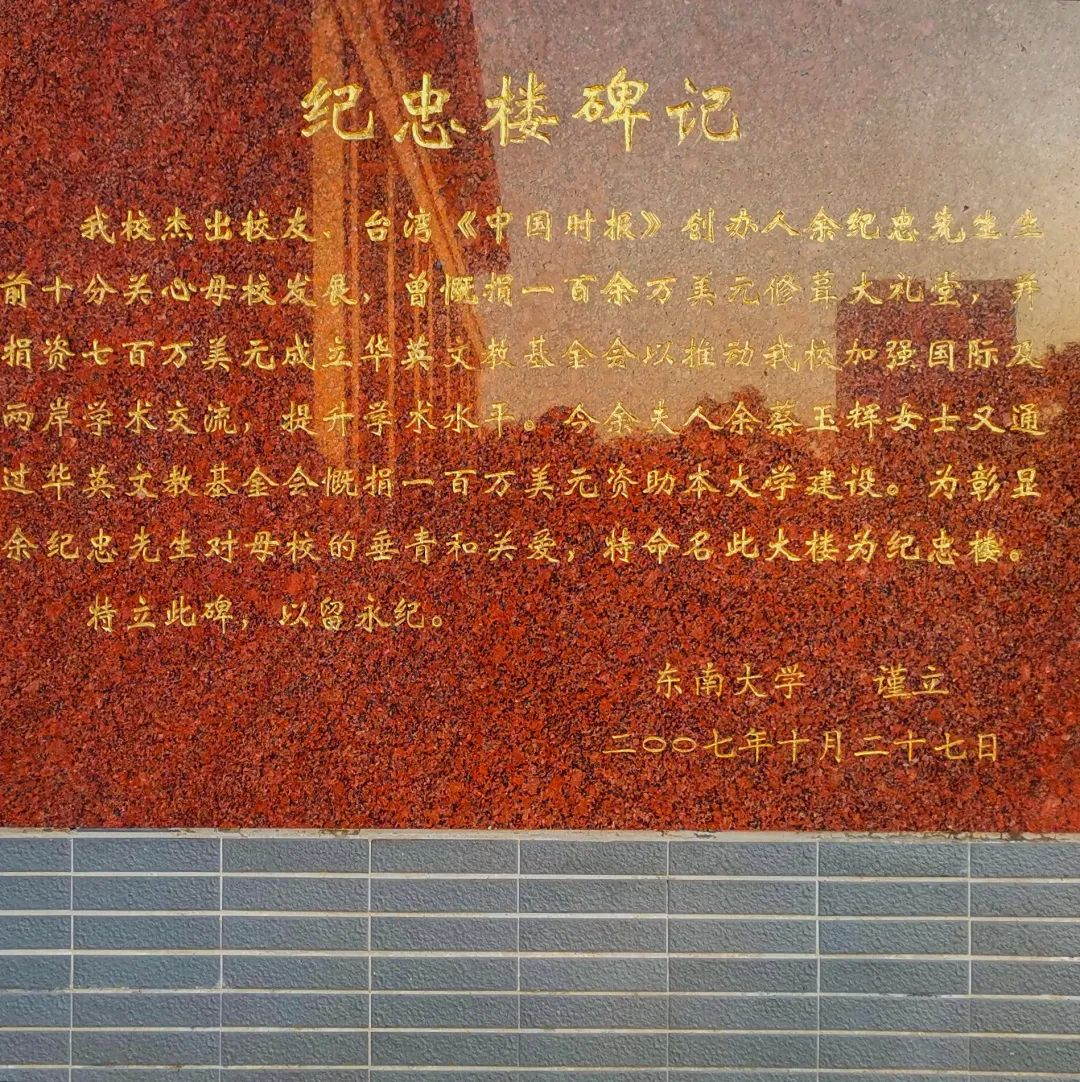 纪忠楼碑记
我校杰出校友、台湾《中国时报》创办人余纪忠先生生
前十分关心母校发展，曾慨捐一百余万美元修葺大礼堂，并
捐资七百万美元成立华英文教基金会以推动我校加强国际及
两岸学术交流，提升学术水平。今余夫人余蔡玉辉女士又通
过华英文教基金会慨捐一百万美元资助本大学建设。为彰显
余纪忠先生对母校的垂青和关爱，特命名此大楼为纪忠楼。
特立此碑，以留永纪。
东南大学　谨立
二〇〇七年十月二十七日